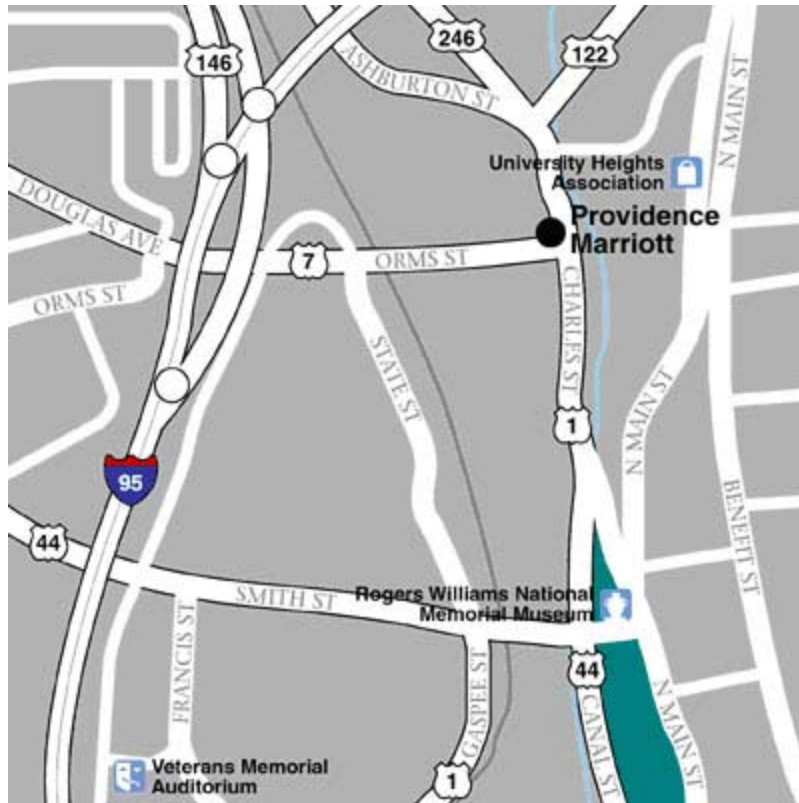 246
122
146
ASHBURTON ST
N MAIN ST
University Heights
Association
DOUGLAS AVE
Providence
Marriott
7
ORMS ST
ORMS ST
CHARLES ST
STATE ST
N MAIN ST
1
95
BENEFIT ST
44
SMITH ST
Rogers Williams National
Memorial Museum
FRANCIS ST
GASPEE ST
44
CANAL ST
N MAIN ST
Veterans Memorial
Auditorium
1